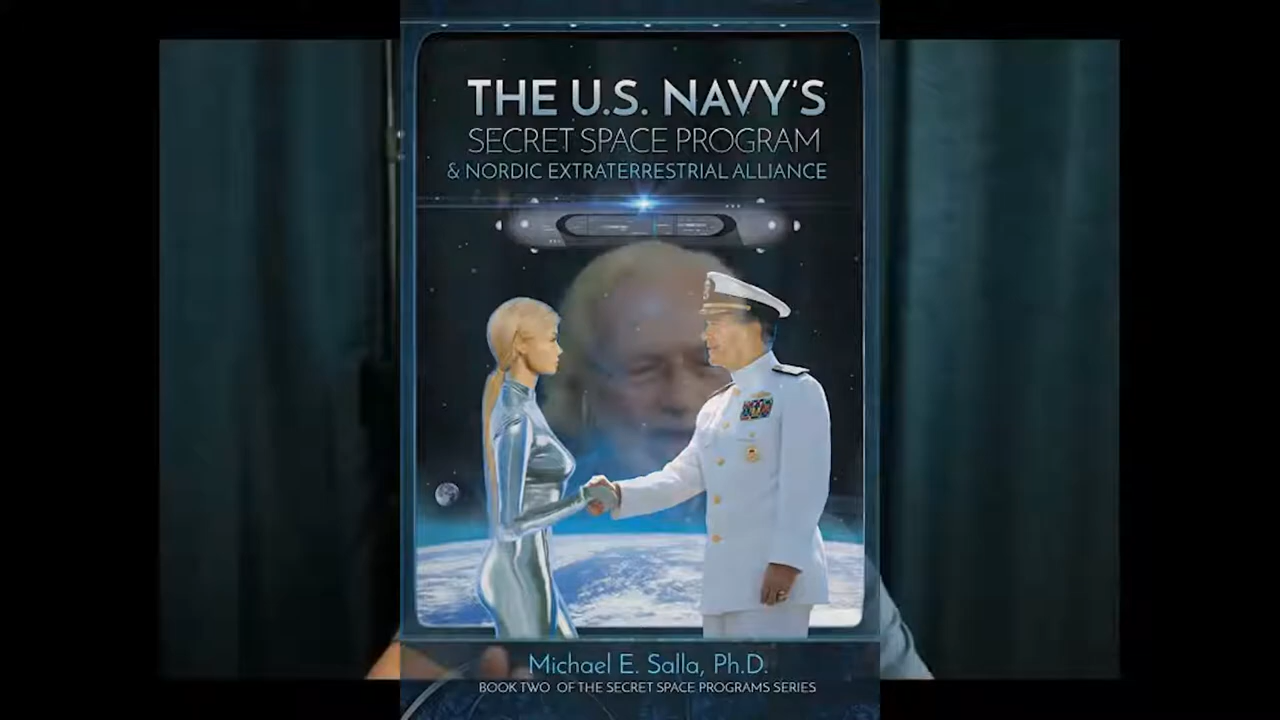 THE U.S. NAVY'S
SECRET SPACE PROGRAM
& NORDIC EXTRATERRESTRIAL ALLIANCE
Michael E. Salla, Ph.D.
BOOK TWO OF THE SECRET SPACE PROGRAMS SERIES